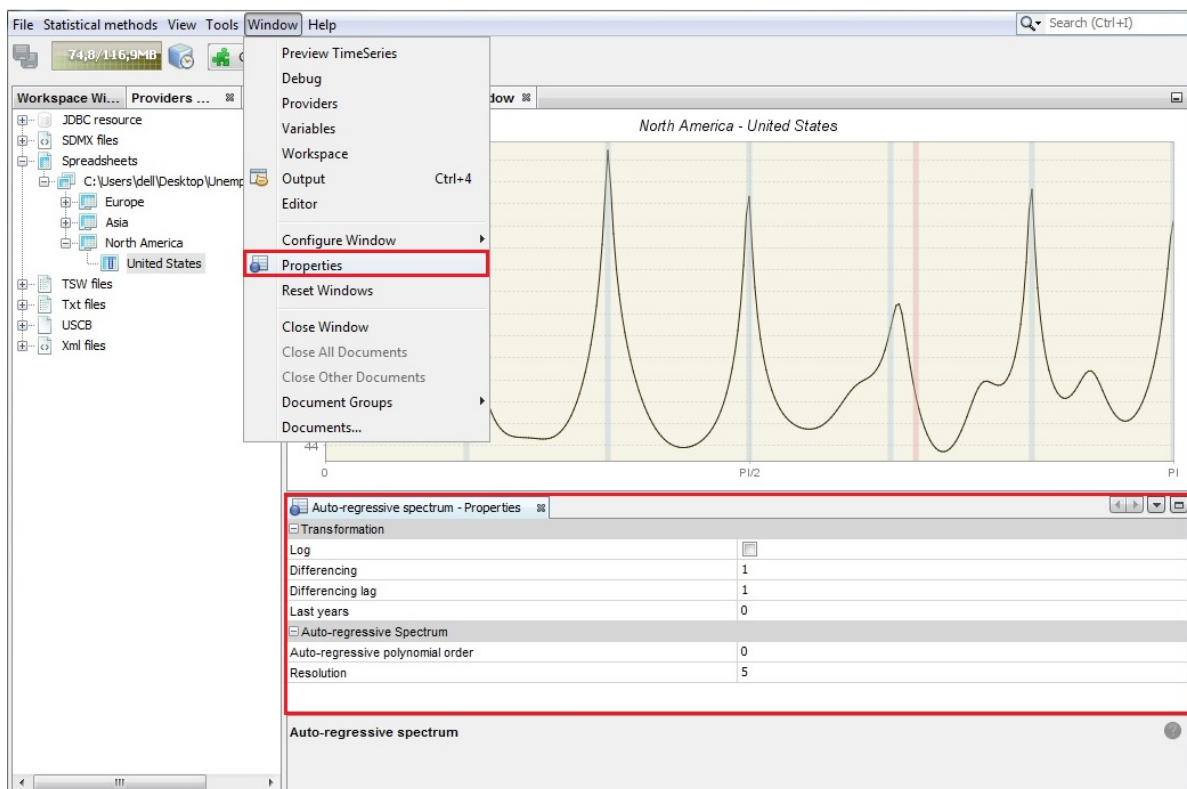 File Statistical methods View Tools Window Help
Search (Ctrl+I)
74,8/116,9MB
Workspace Wi... Providers ...
dow
JDBC resource
SDMX files
Spreadsheets
C:\Users\dell\Desktop\Unemp
Europe
Asia
North America
United States
TSW files
Txt files
USCB
Xml files
Preview TimeSeries
Debug
Providers
Variables
Workspace
Output Ctrl+4
Editor
Configure Window
Properties
Reset Windows
Close Window
Close All Documents
Close Other Documents
Document Groups
Documents...
North America - United States
44
0 PI/2 PI
Auto-regressive spectrum - Properties
Transformation
Log
Differencing 1
Differencing lag 1
Last years 0
Auto-regressive Spectrum
Auto-regressive polynomial order 0
Resolution 5
Auto-regressive spectrum